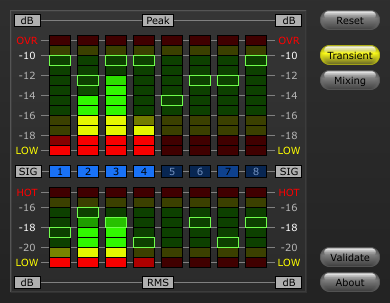 dB Peak dB Reset
OVR OVR
-10 -10 Transient
-12 -12
Mixing
-14 -14
-16 -16
-18 -18
LOW LOW
SIG 1 2 3 4 5 6 7 8 SIG
HOT HOT
-16 -16
-18 -18
-20 20
LOW LOW Validate
dB RMS dB About